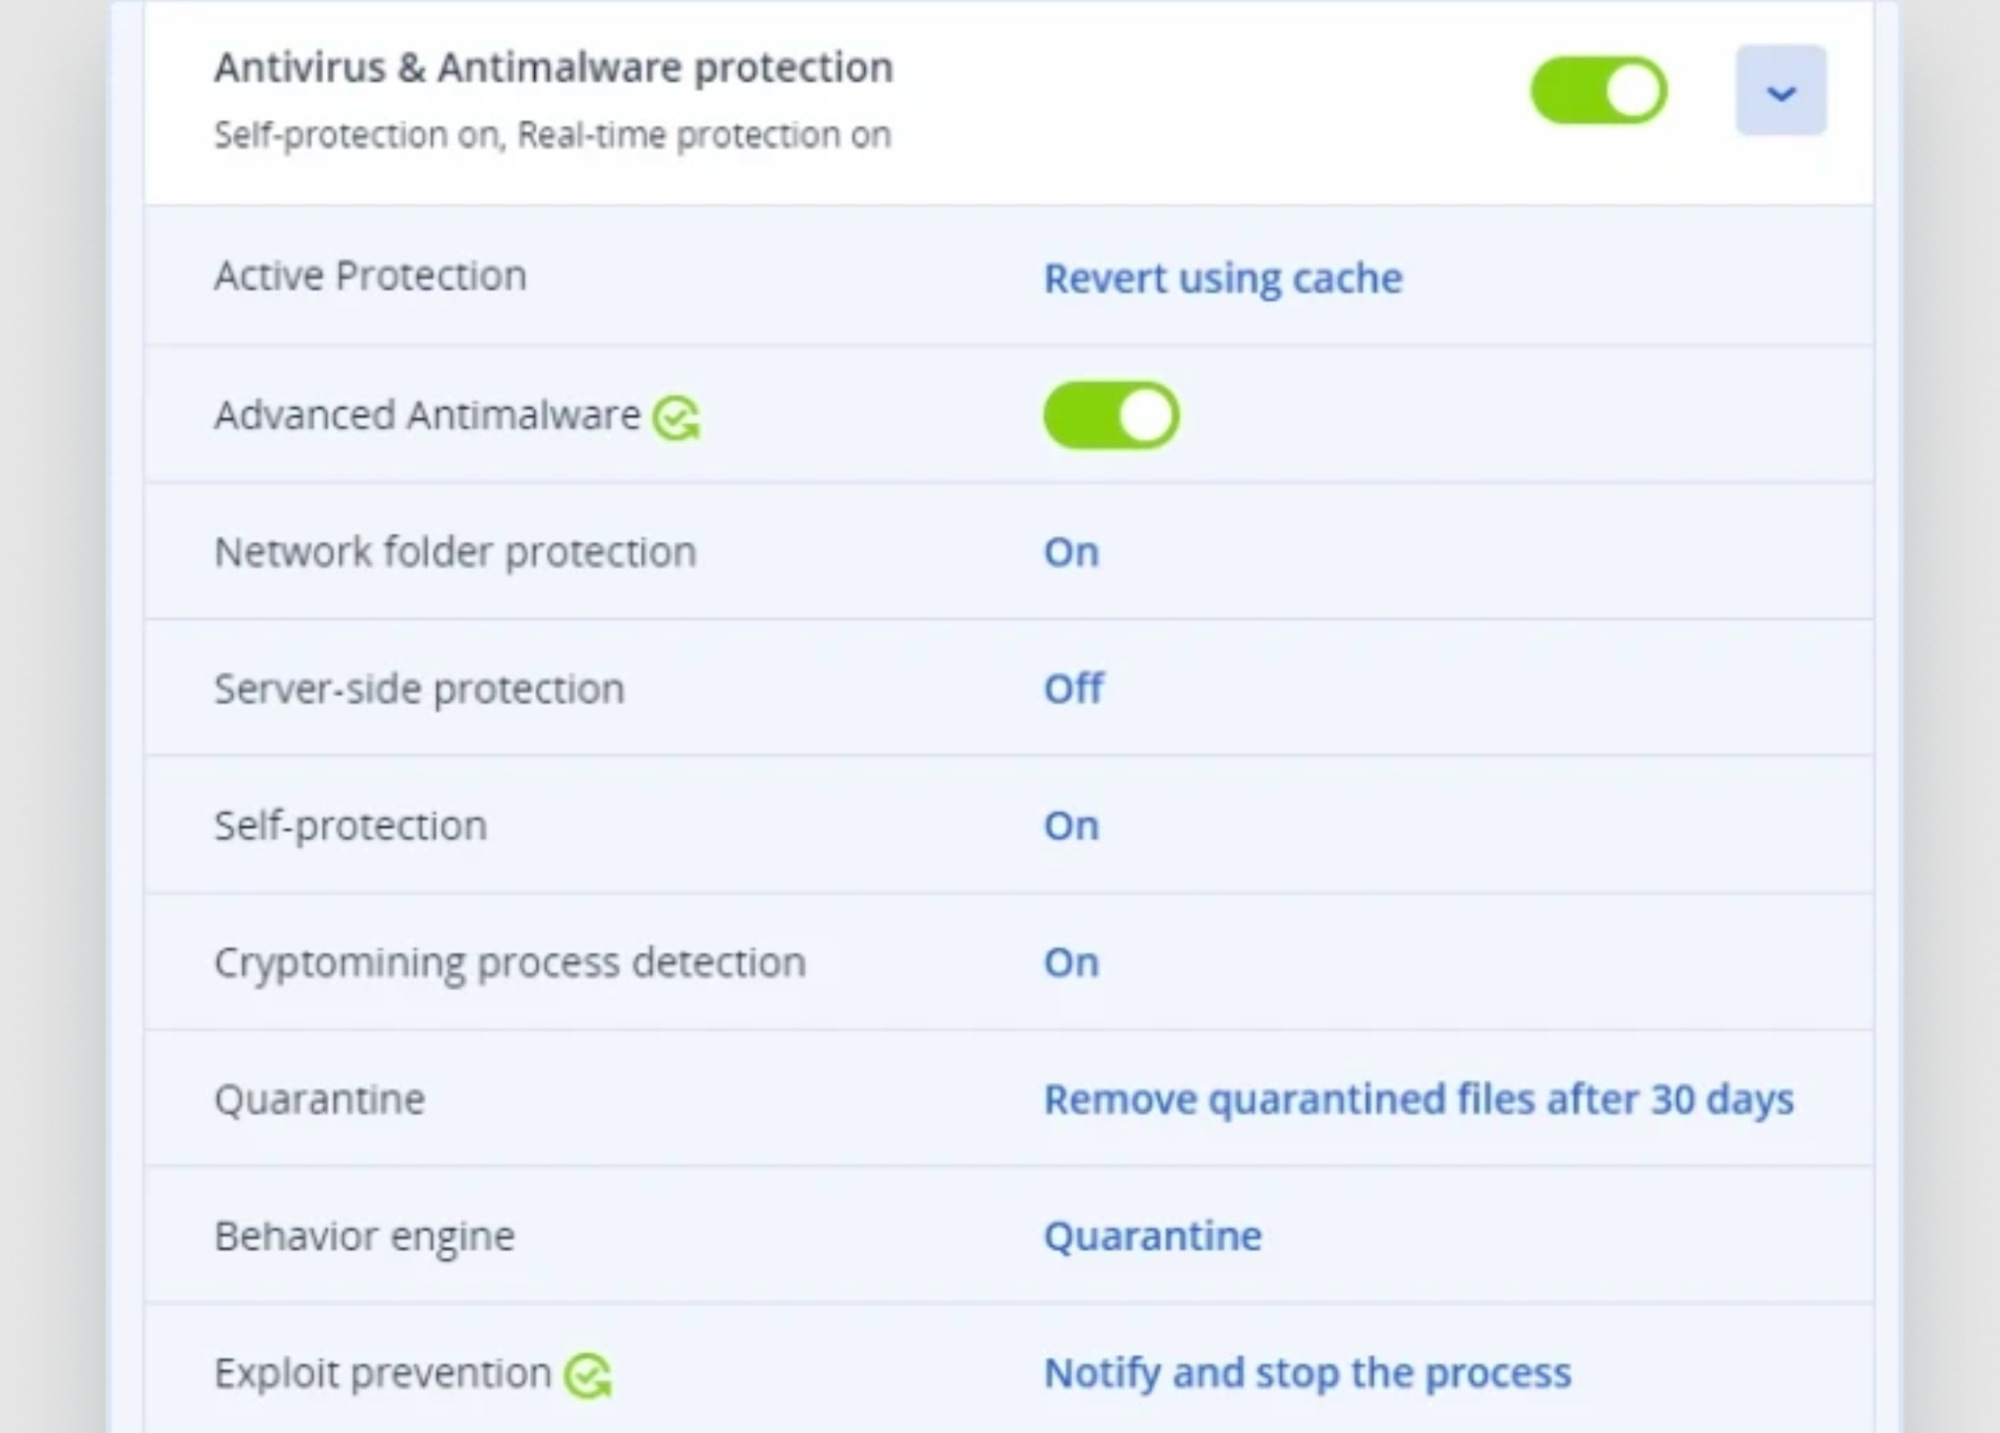 Antivirus & Antimalware protection
Self-protection on, Real-time protection on
Active Protection
Revert using cache
Advanced Antimalware
Network folder protection
On
Server-side protection
Off
Self-protection
On
Cryptomining process detection
On
Quarantine
Remove quarantined files after 30 days
Behavior engine
Quarantine
Exploit prevention
Notify and stop the process